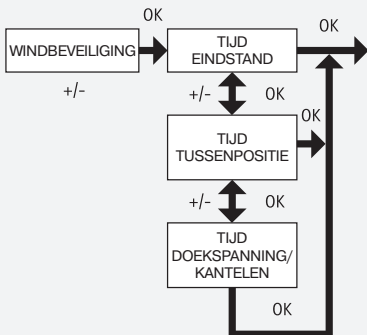 OK
OK
WINDBEVEILIGING
TIJD
EINDSTAND
+/-
+/-
OK
TIJD
TUSSENPOSITIE
OK
+/-
OK
TIJD
DOEKSPANNING/
KANTELEN
OK